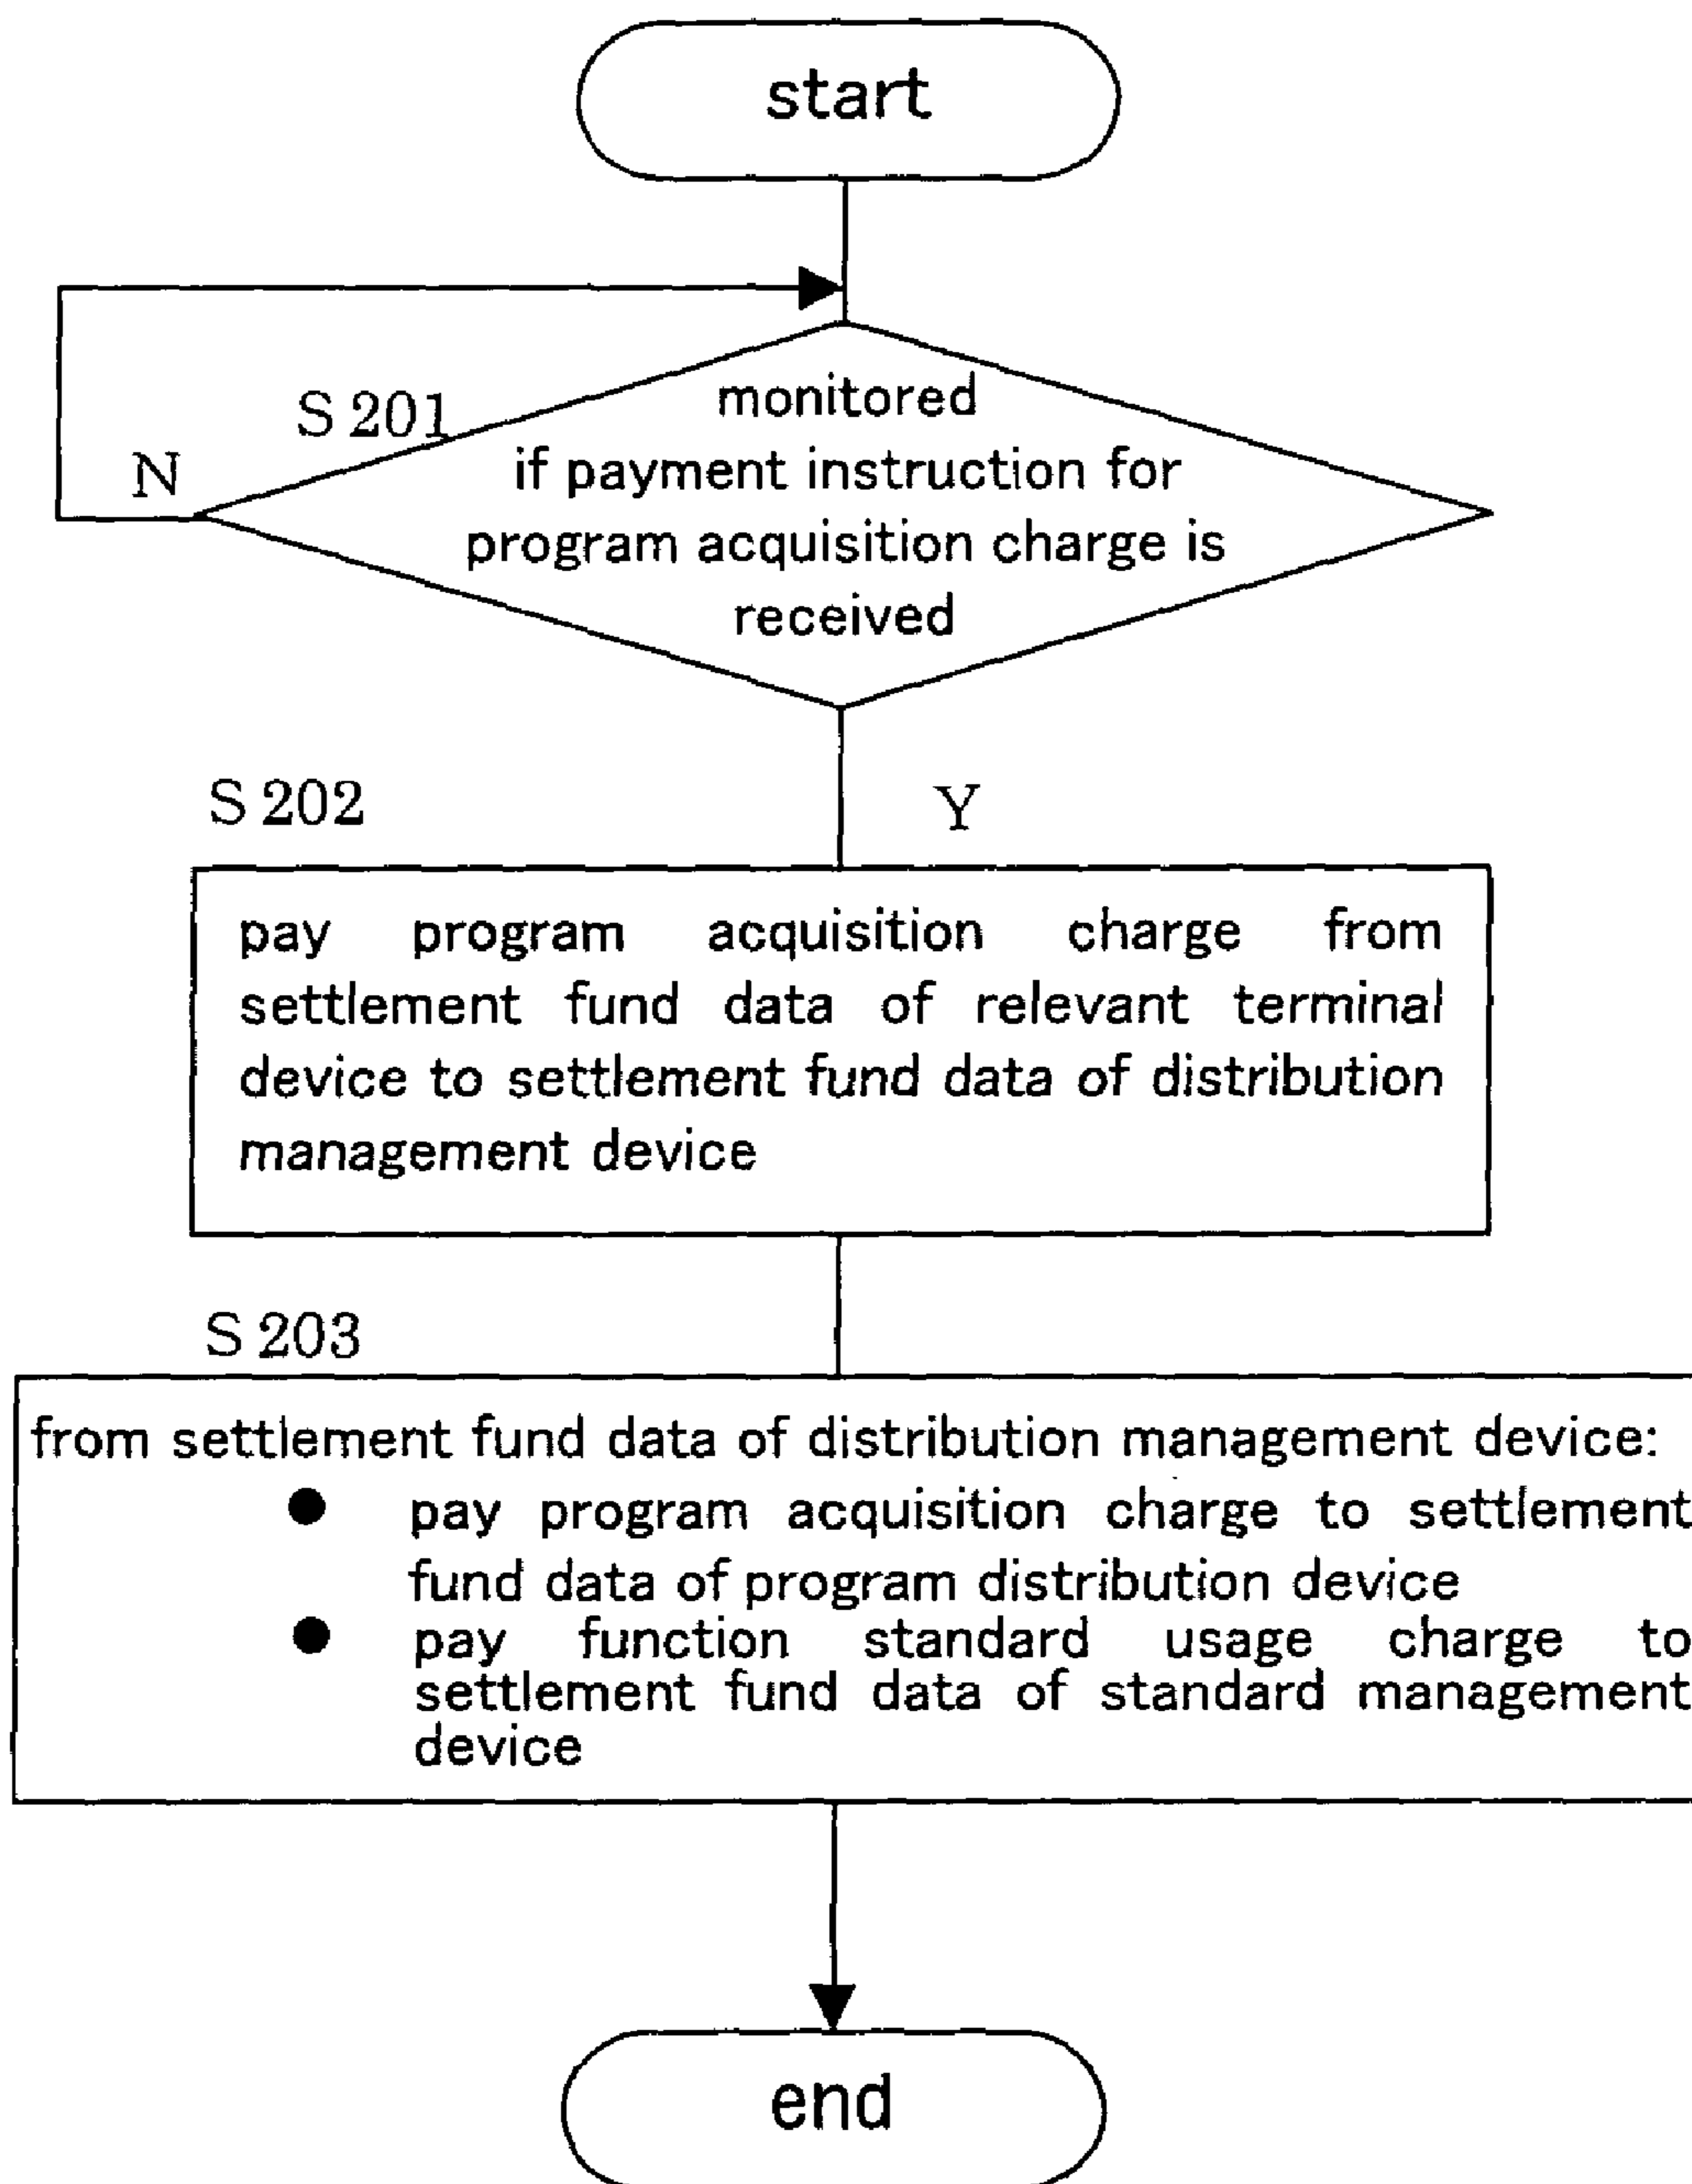 start
S 201
N
monitored
if payment instruction for
program acquisition charge is
received
S 202
Y
pay program acquisition charge from
settlement fund data of relevant terminal
device to settlement fund data of distribution
management device
S 203
from settlement fund data of distribution management device:
● pay program acquisition charge to settlement
fund data of program distribution device
● pay function standard usage charge to
settlement fund data of standard management
device
end